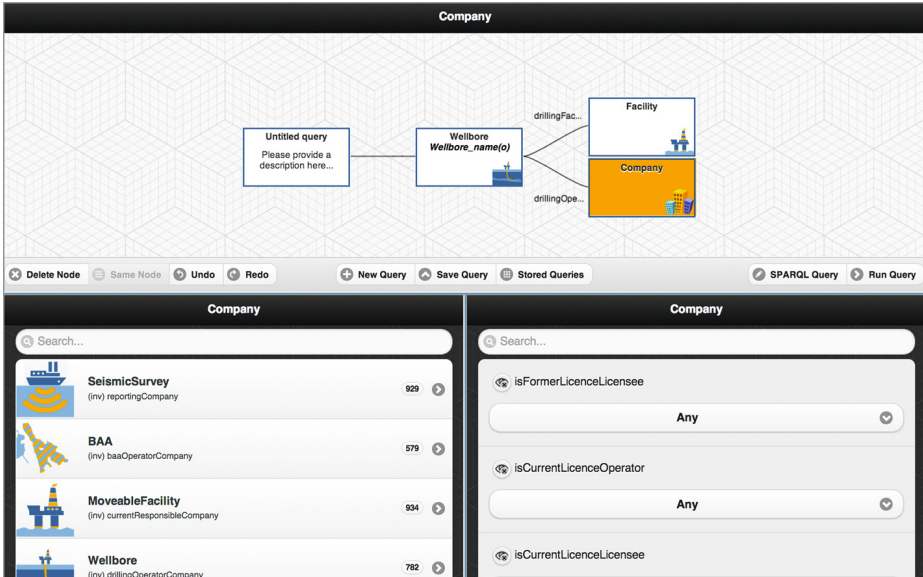 Company
Untitled query
Please provide a
description here...
Wellbore
Wellbore_name(o)
drillingFac...
Facility
Company
drillingOpe...
Delete Node
Same Node
Undo
Redo
New Query
Save Query
Stored Queries
SPARQL Query
Run Query
Company
Search...
SeismicSurvey
(inv) reportingCompany
929
BAA
(inv) baaOperatorCompany
579
MoveableFacility
(inv) currentResponsibleCompany
934
Wellbore
(inv) drillingOperatorCompany
782
Company
Search...
isFormerLicenceLicensee
Any
isCurrentLicenceOperator
Any
isCurrentLicenceLicensee